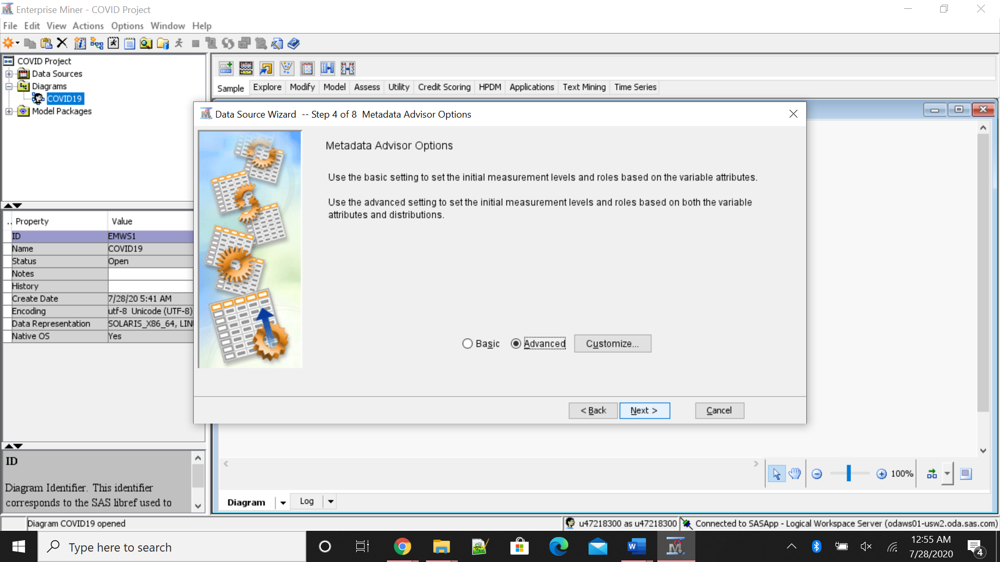 Enterprise Miner - COVID Project
File Edit View Actions Options Window Help
COVID Project
Data Sources
Diagrams
COVID19
Model Packages
Sample Explore Modify Model Assess Utility Credit Scoring HPDM Applications Text Mining Time Series
Data Source Wizard -- Step 4 of 8 Metadata Advisor Options
Metadata Advisor Options
Use the basic setting to set the initial measurement levels and roles based on the variable attributes.
Use the advanced setting to set the initial measurement levels and roles based on both the variable
attributes and distributions.
Basic Advanced Customize...
< Back Next > Cancel
.. Property Value
ID EMWS1
Name COVID19
Status Open
Notes
History
Create Date 7/28/20 5:41 AM
Encoding utf-8 Unicode (UTF-8)
Data Representation SOLARIS_X86_64, LIN
Native OS Yes
ID
Diagram Identifier. This identifier
corresponds to the SAS libref used to
100%
Diagram Log
Diagram COVID19 opened
u47218300 as u47218300 Connected to SASApp - Logical Workspace Server (odaws01-usw2.oda.sas.com)
Type here to search
12:55 AM
7/28/2020
4